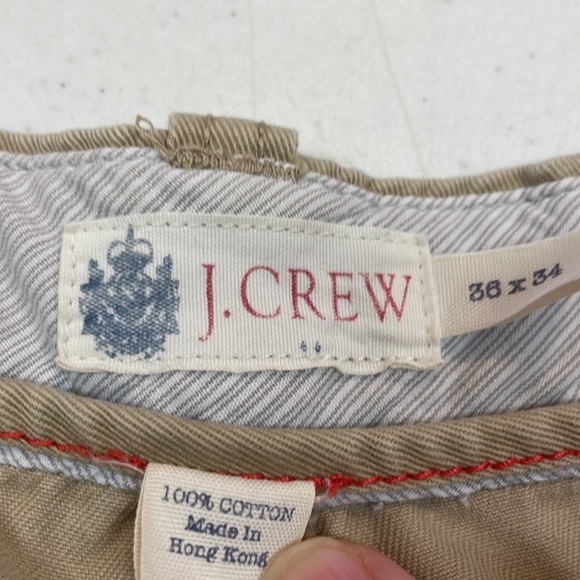 J.CREW
36 x 34
100% COTTON
Made In
Hong Kong